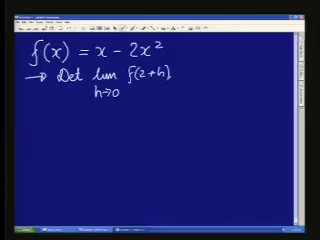 f(x) = x - 2x²
→ Det lim f(2+h).
h→0